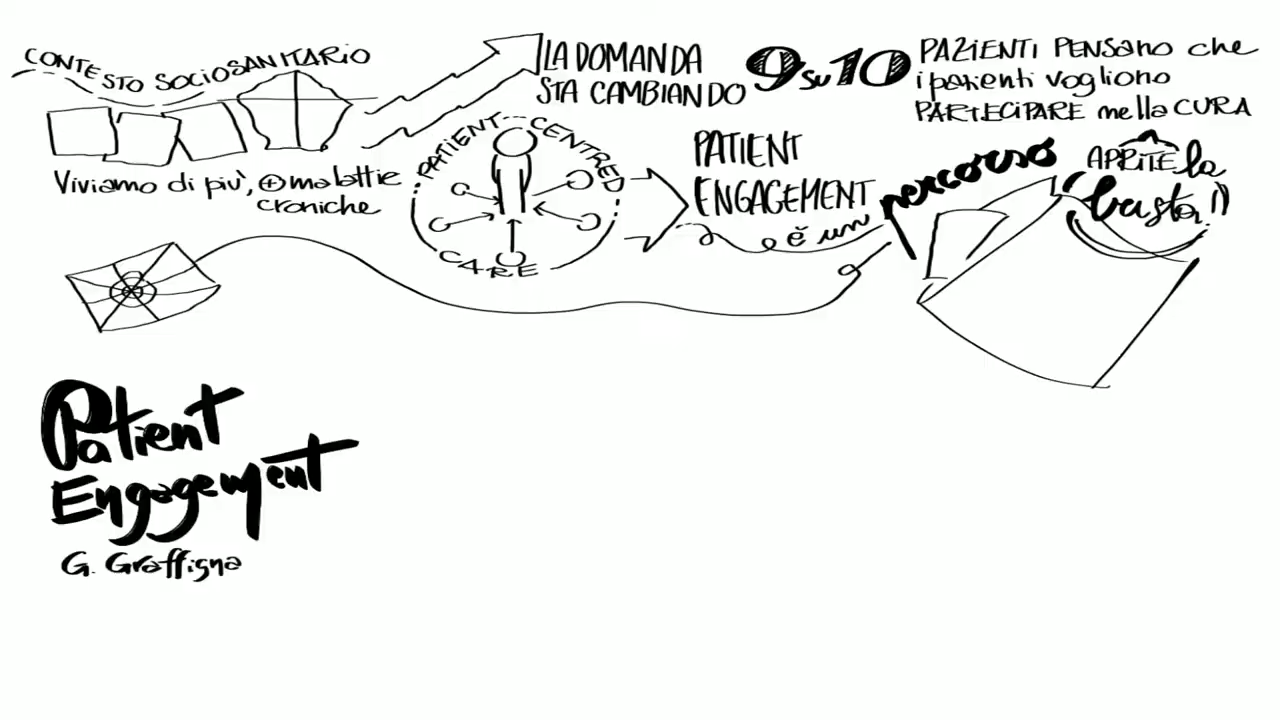 CONTESTO SOCIOSANITARIO
Viviamo di più, + malattie
croniche
LA DOMANDA
STA CAMBIANDO
PATIENT CENTRED
CARE
9 su 10
PAZIENTI PENSANO che
i patienti vogliono
PARTECIPARE nella CURA
PATIENT
ENGAGEMENT
è un percorso
APRITE la
"busta"
Patient
Engagement
G. Graffigna